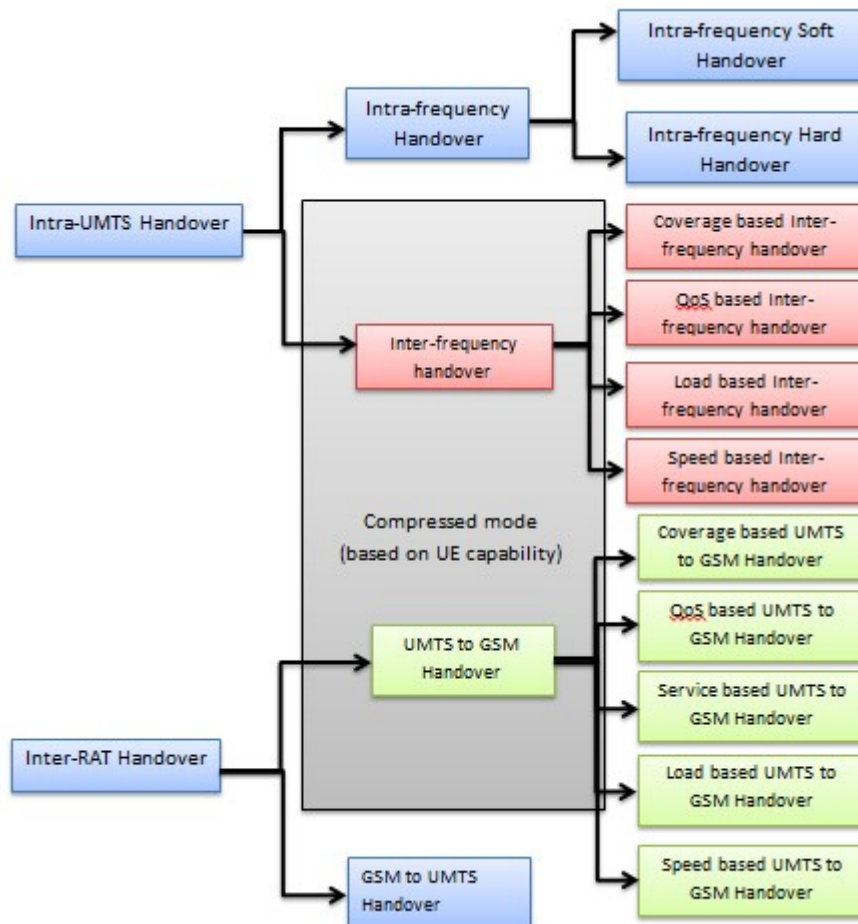 Intra-frequency Soft
Handover
Intra-frequency
Handover
Intra-frequency Hard
Handover
Intra-UMTS Handover
Coverage based Inter-
frequency handover
QoS based Inter-
frequency handover
Inter-frequency
handover
Load based Inter-
frequency handover
Speed based Inter-
frequency handover
Compressed mode
(based on UE capability)
Coverage based UMTS
to GSM Handover
QoS based UMTS to
GSM Handover
UMTS to GSM
Handover
Service based UMTS to
GSM Handover
Inter-RAT Handover
Load based UMTS to
GSM Handover
Speed based UMTS to
GSM Handover
GSM to UMTS
Handover